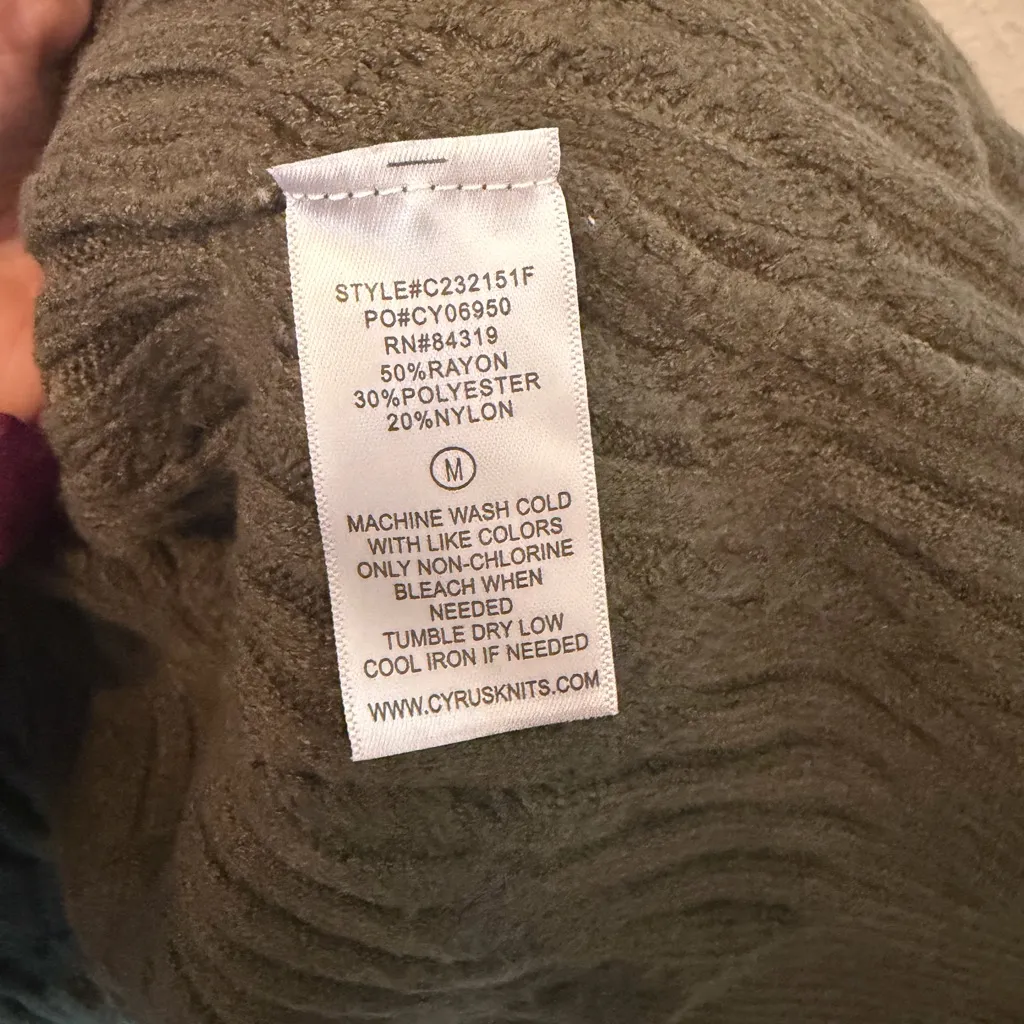 STYLE#C232151F
PO#CY06950
RN#84319
50%RAYON
30%POLYESTER
20%NYLON
M
MACHINE WASH COLD
WITH LIKE COLORS
ONLY NON-CHLORINE
BLEACH WHEN
NEEDED
TUMBLE DRY LOW
COOL IRON IF NEEDED
WWW.CYRUSKNITS.COM